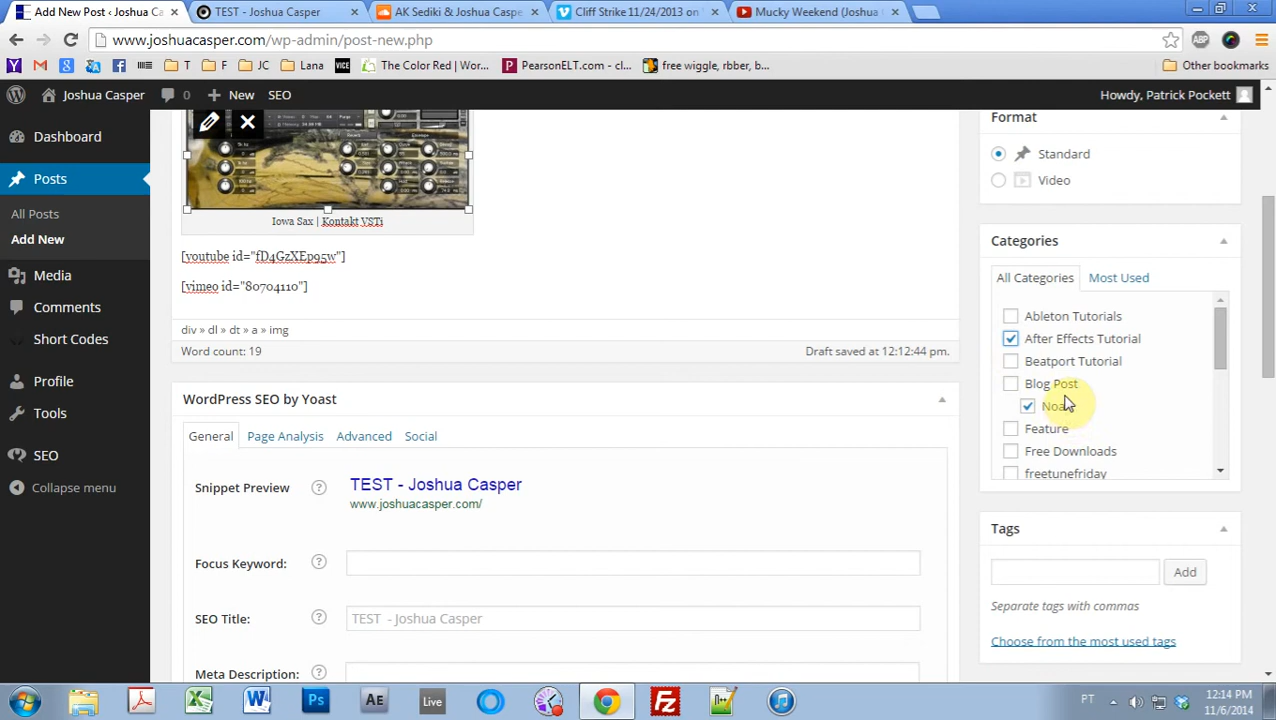 Add New Post ‹ Joshua Ca
TEST - Joshua Casper
AK Sediki & Joshua Caspe
Cliff Strike 11/24/2013 on
Mucky Weekend (Joshua
www.joshuacasper.com/wp-admin/post-new.php
ABP
T
F
JC
Lana
VICE
The Color Red | Wor...
PearsonELT.com - cl...
free wiggle, rbber, b...
Other bookmarks
Joshua Casper
0
New
SEO
Howdy, Patrick Pockett
Dashboard
Posts
All Posts
Add New
Media
Comments
Short Codes
Profile
Tools
SEO
Collapse menu
Iowa Sax | Kontakt VSTi
[youtube id="fD4GzXEp95w"]
[vimeo id="80704110"]
div » dl » dt » a » img
Word count: 19
Draft saved at 12:12:44 pm.
WordPress SEO by Yoast
General
Page Analysis
Advanced
Social
Snippet Preview
?
TEST - Joshua Casper
www.joshuacasper.com/
Focus Keyword:
?
SEO Title:
?
TEST - Joshua Casper
Meta Description:
?
Format
Standard
Video
Categories
All Categories
Most Used
Ableton Tutorials
After Effects Tutorial
Beatport Tutorial
Blog Post
Feature
Free Downloads
freetunefriday
Tags
Add
Separate tags with commas
Choose from the most used tags
Ps
Ae
Live
Fz
PT
12:14 PM
11/6/2014